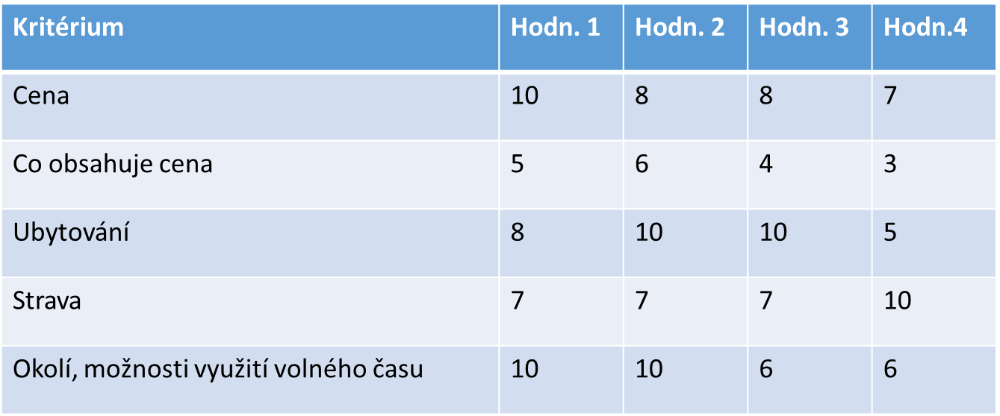 Kritérium Hodn. 1 Hodn. 2 Hodn. 3 Hodn.4
Cena 10 8 8 7
Co obsahuje cena 5 6 4 3
Ubytování 8 10 10 5
Strava 7 7 7 10
Okolí, možnosti využití volného času 10 10 6 6